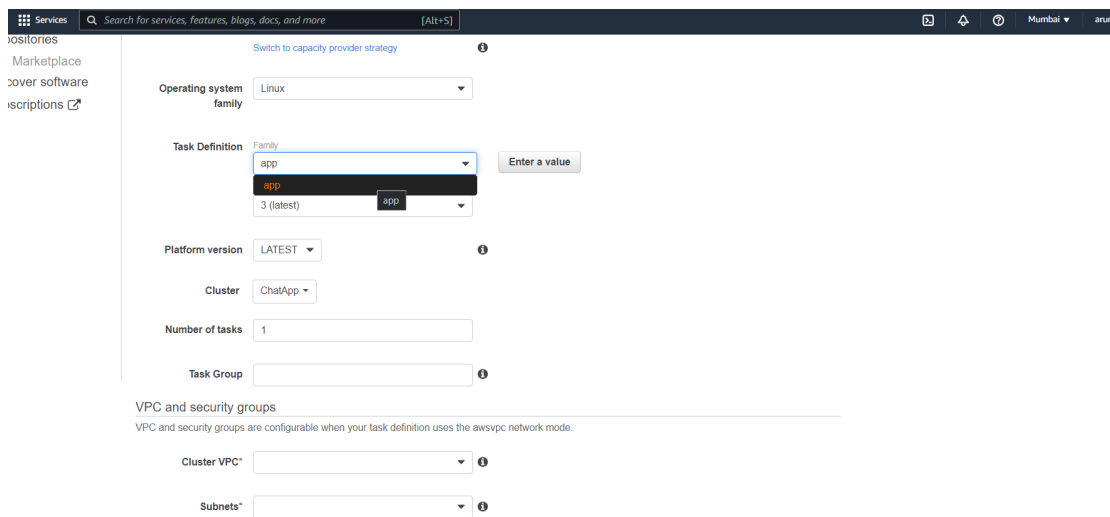 Services
Search for services, features, blogs, docs, and more [Alt+S]
Mumbai
Marketplace
cover software
Switch to capacity provider strategy
Operating system family
Linux
Task Definition
Family
app
Enter a value
app
app
3 (latest)
Platform version
LATEST
Cluster
ChatApp
Number of tasks
1
Task Group
VPC and security groups
VPC and security groups are configurable when your task definition uses the awsvpc network mode.
Cluster VPC*
Subnets*